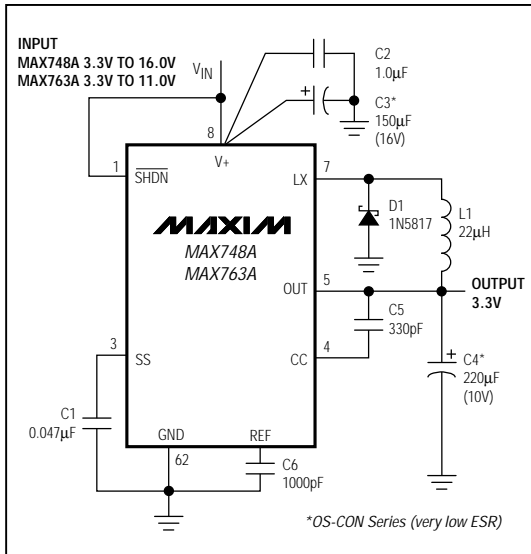 INPUT
MAX748A 3.3V TO 16.0V
MAX763A 3.3V TO 11.0V
VIN
C2
1.0µF
+
C3*
150µF
(16V)
8
V+
1
SHDN
LX
7
D1
1N5817
L1
22µH
MAXIM
MAX748A
MAX763A
OUT
5
OUTPUT
3.3V
C5
330pF
3
SS
CC
4
+
C4*
220µF
(10V)
C1
0.047µF
GND
REF
62
C6
1000pF
*OS-CON Series (very low ESR)